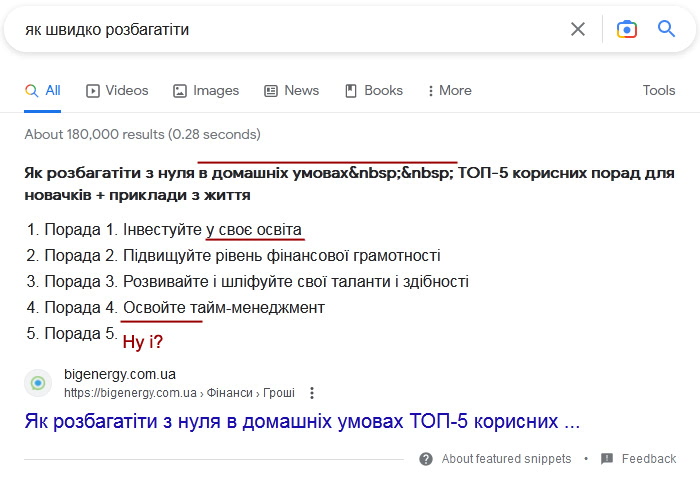 як швидко розбагатіти
All Videos Images News Books More Tools
About 180,000 results (0.28 seconds)
Як розбагатіти з нуля в домашніх умовах&nbsp;&nbsp; ТОП-5 корисних порад для
новачків + приклади з життя
1. Порада 1. Інвестуйте у своє освіта
2. Порада 2. Підвищуйте рівень фінансової грамотності
3. Порада 3. Розвивайте і шліфуйте свої таланти і здібності
4. Порада 4. Освойте тайм-менеджмент
5. Порада 5. Ну і?
bigenergy.com.ua
https://bigenergy.com.ua › Фінанси › Гроші
Як розбагатіти з нуля в домашніх умовах ТОП-5 корисних ...
About featured snippets • Feedback